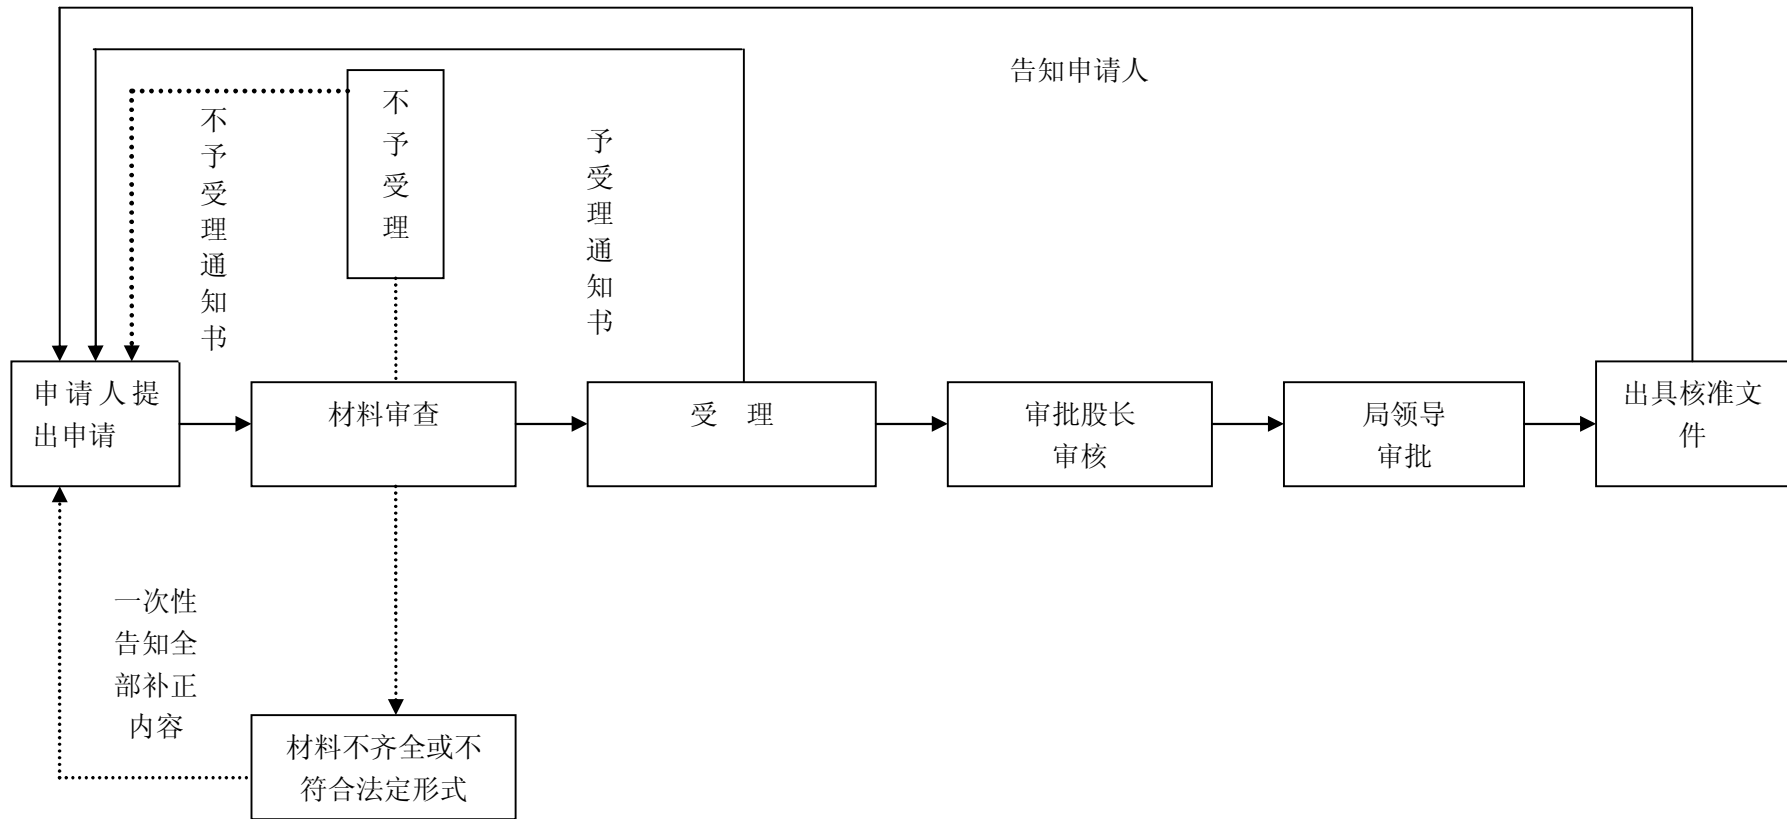 告知申请人
不予受理
不予受理通知书
予受理通知书
申请人提
出申请
材料审查
受 理
审批股长
审核
局领导
审批
出具核准文
件
一次性
告知全
部补正
内容
材料不齐全或不
符合法定形式